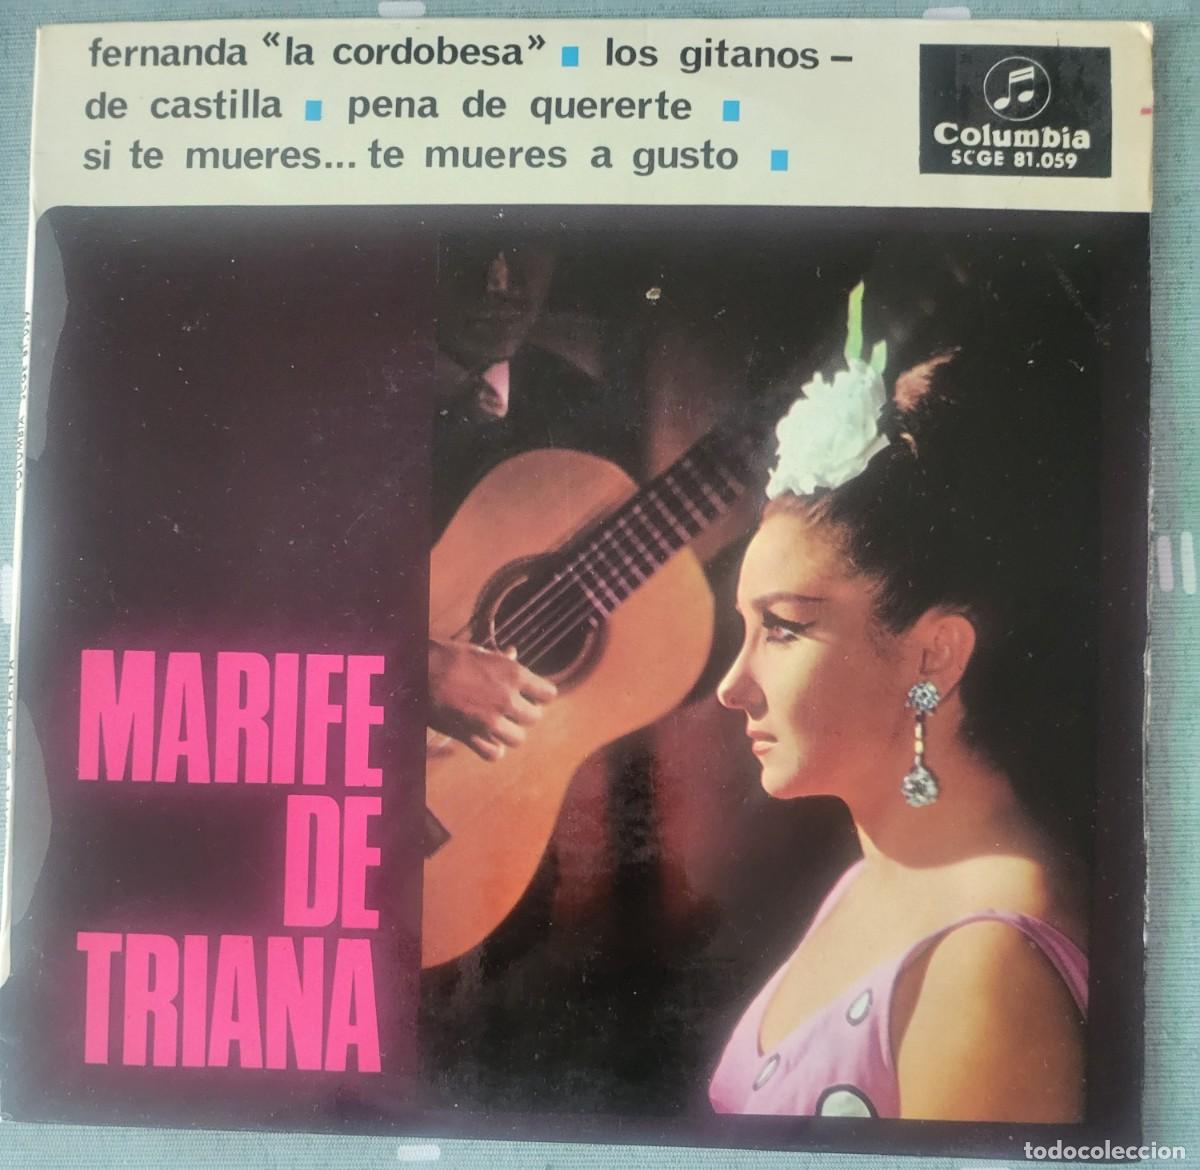 fernanda “la cordobesa” ■ los gitanos –
de castilla ■ pena de quererte ■
si te mueres... te mueres a gusto ■
Columbia
SCGE 81.059
MARIFE
DE
TRIANA
COLUMBIA
todocoleccion